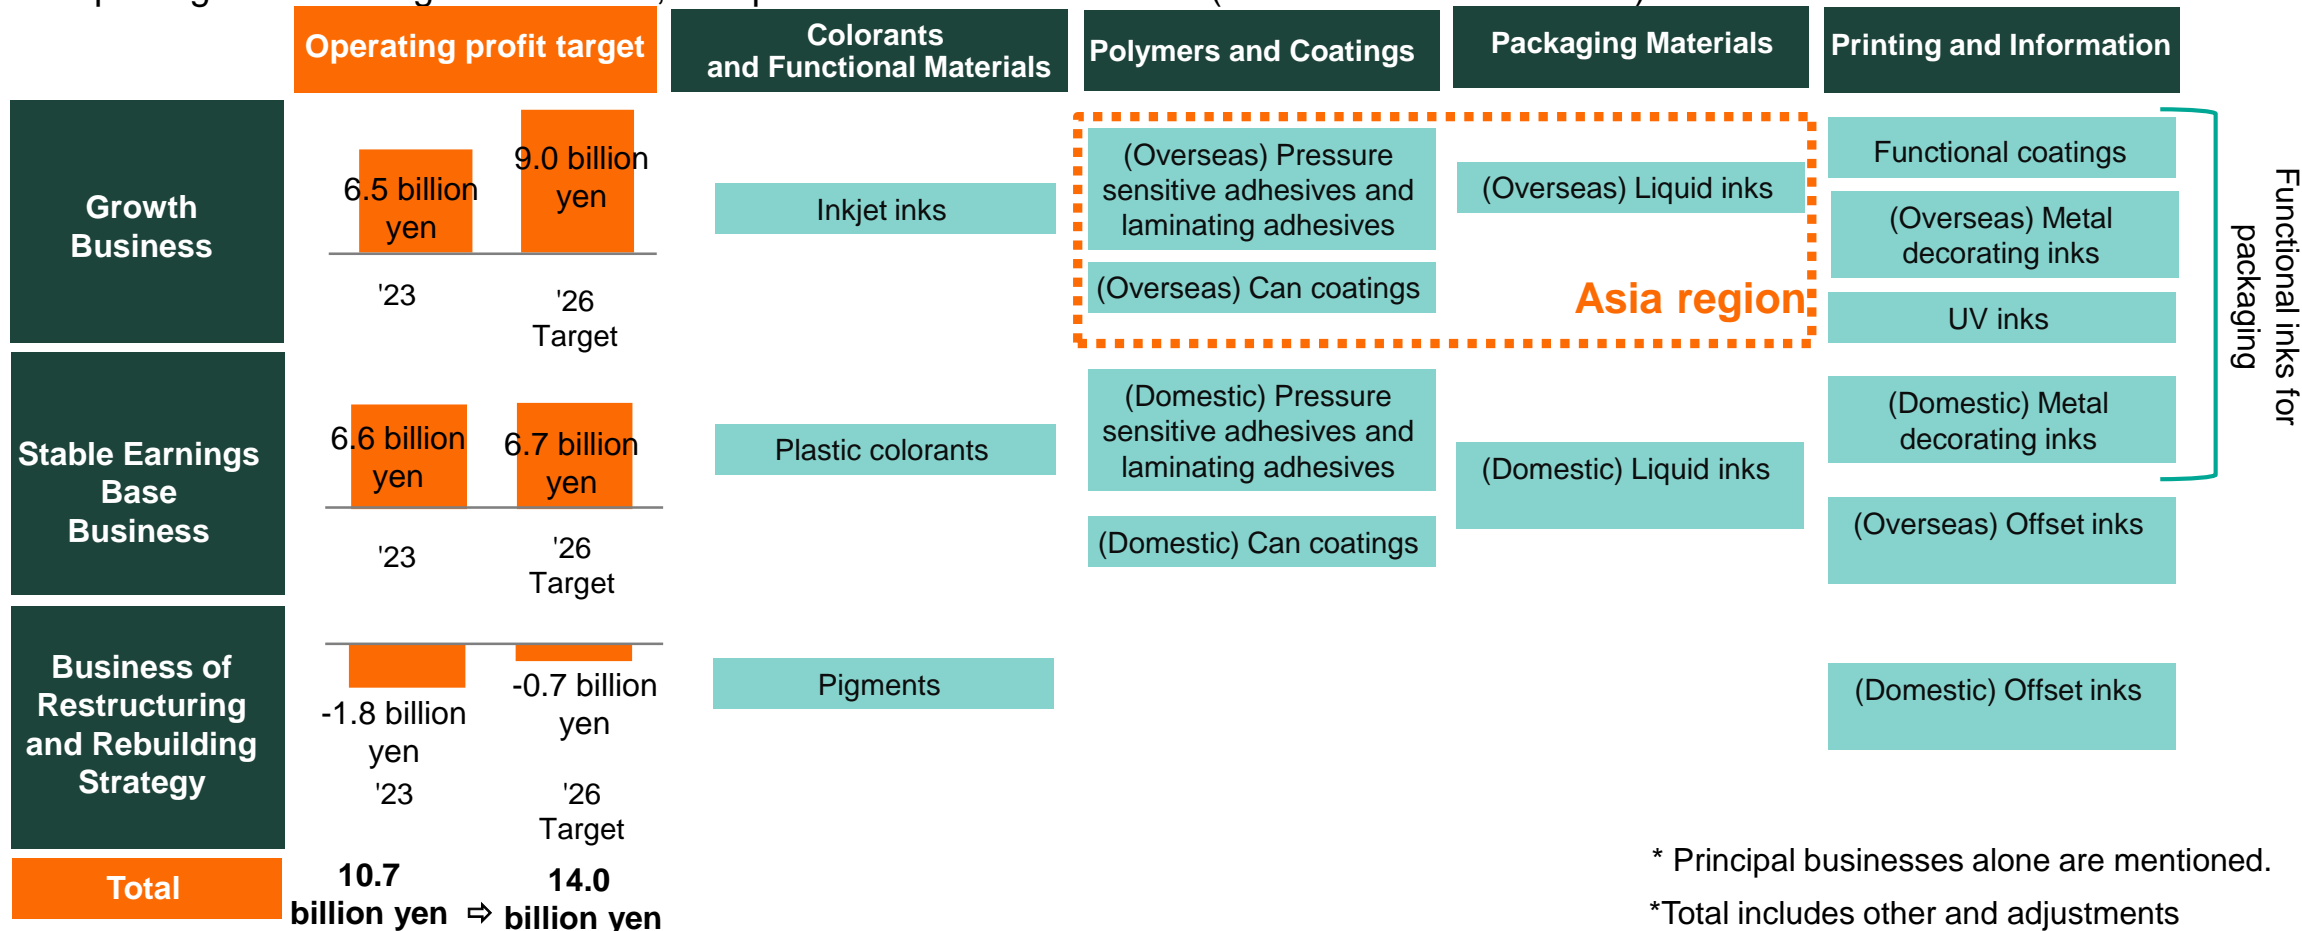 Operating profit target
Colorants
and Functional Materials
Polymers and Coatings
Packaging Materials
Printing and Information
Growth
Business
6.5 billion
yen
9.0 billion
yen
'23
'26
Target
Inkjet inks
(Overseas) Pressure
sensitive adhesives and
laminating adhesives
(Overseas) Can coatings
(Overseas) Liquid inks
Asia region
Functional coatings
(Overseas) Metal
decorating inks
UV inks
Functional inks for
packaging
Stable Earnings
Base
Business
6.6 billion
yen
6.7 billion
yen
'23
'26
Target
Plastic colorants
(Domestic) Pressure
sensitive adhesives and
laminating adhesives
(Domestic) Can coatings
(Domestic) Liquid inks
(Domestic) Metal
decorating inks
(Overseas) Offset inks
Business of
Restructuring
and Rebuilding
Strategy
-1.8 billion
yen
-0.7 billion
yen
'23
'26
Target
Pigments
(Domestic) Offset inks
Total
10.7
billion yen ⇨
14.0
billion yen
* Principal businesses alone are mentioned.
*Total includes other and adjustments